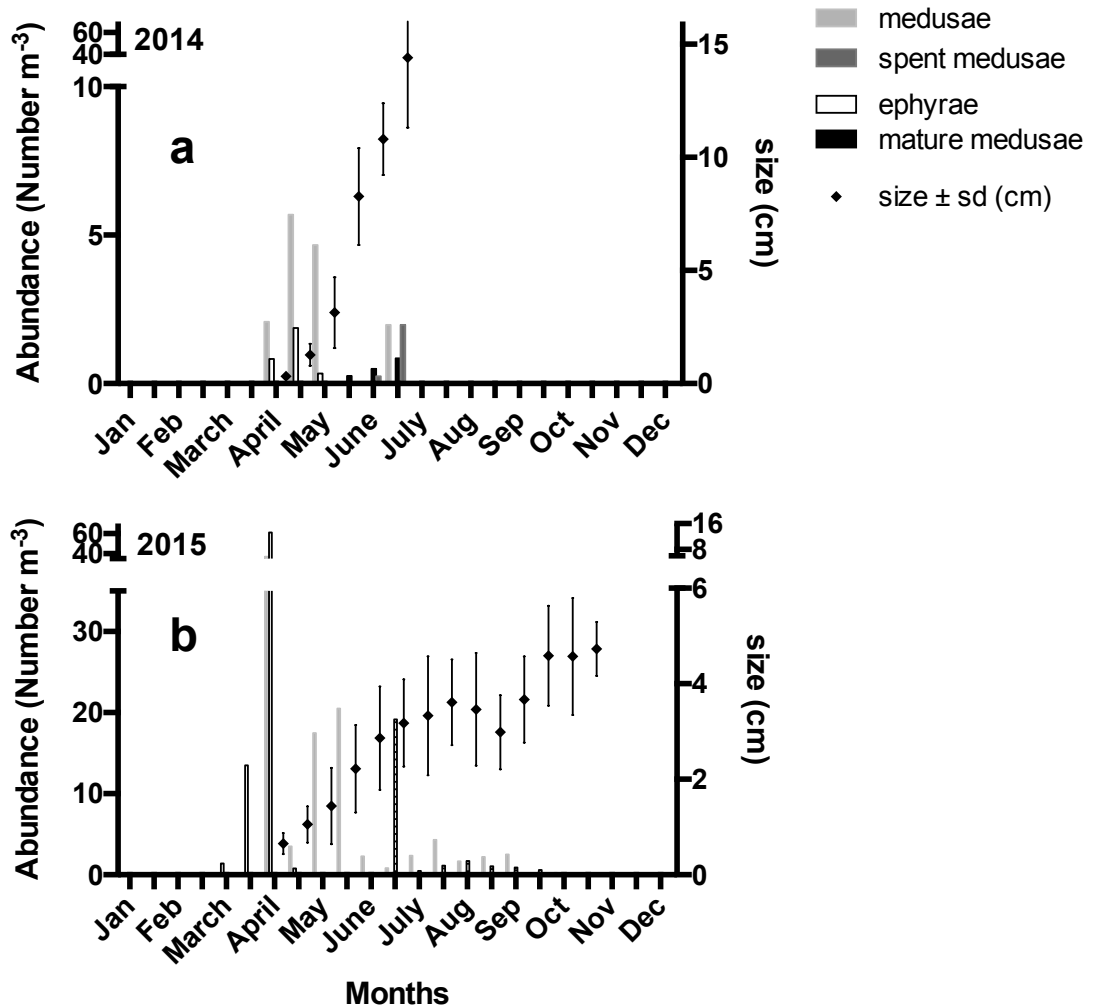 medusae
spent medusae
ephyrae
mature medusae
size ± sd (cm)
2014
a
Abundance (Number m⁻³)
60
40
10
5
0
15
10
5
0
size (cm)
Jan Feb March April May June July Aug Sep Oct Nov Dec
2015
b
Abundance (Number m⁻³)
60
40
30
20
10
0
16
8
6
4
2
0
size (cm)
Jan Feb March April May June July Aug Sep Oct Nov Dec
Months